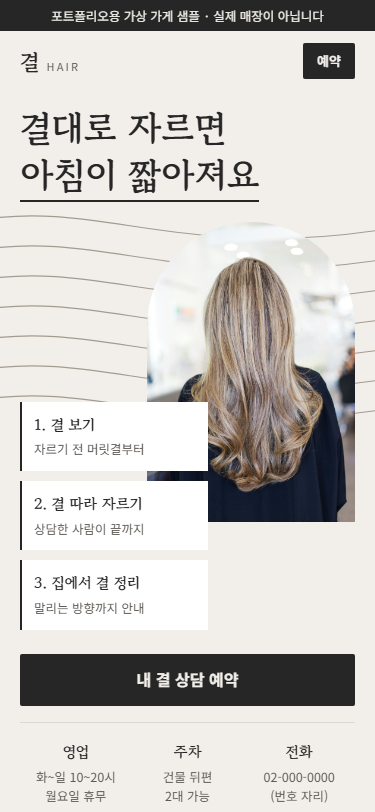 포트폴리오용 가상 가게 샘플 · 실제 매장이 아닙니다
결 HAIR
예약
결대로 자르면
아침이 짧아져요
1. 결 보기
자르기 전 머릿결부터
2. 결 따라 자르기
상담한 사람이 끝까지
3. 집에서 결 정리
말리는 방향까지 안내
내 결 상담 예약
영업
화~일 10~20시
월요일 휴무
주차
건물 뒤편
2대 가능
전화
02-000-0000
(번호 자리)